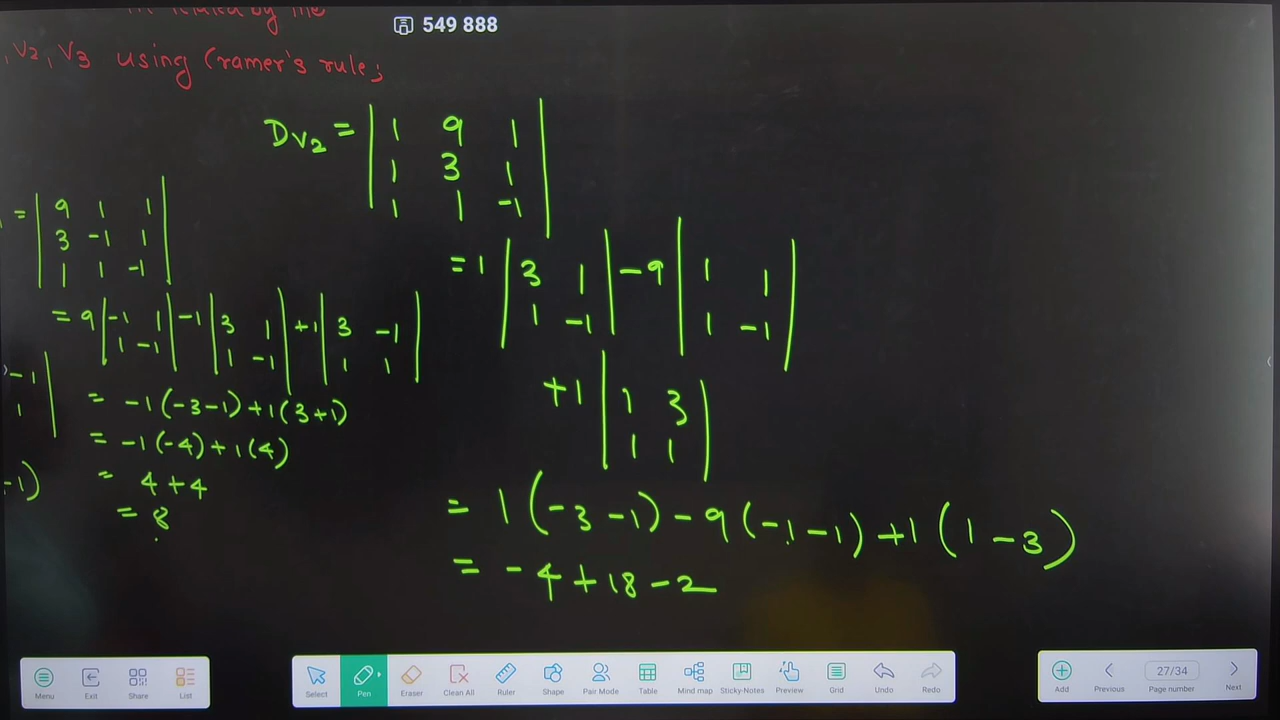 549 888
, V2, V3 using Cramer's rule;
DV2 = | 1 9 1 |
| 1 3 1 |
| 1 1 -1 |
= 1 | 3 1 | - 9 | 1 1 |
| 1 -1 | | 1 -1 |
+1 | 1 3 |
| 1 1 |
= 1 (-3 -1) - 9 (-1 -1) +1 (1 -3)
= -4 + 18 - 2
= | 9 1 1 |
| 3 -1 1 |
| 1 1 -1 |
= 9 | -1 1 | -1 | 3 1 | +1 | 3 -1 |
| 1 -1 | | 1 -1 | | 1 1 |
= -1 (-3 -1) +1 (3+1)
= -1 (-4) + 1 (4)
= 4 + 4
= 8
-1 |
1 |
-1)
Menu Exit Share List
Select Pen Eraser Clean All Ruler Shape Pair Mode Table Mind map Sticky-Notes Preview Grid Undo Redo
27/34
Add Previous Page number Next